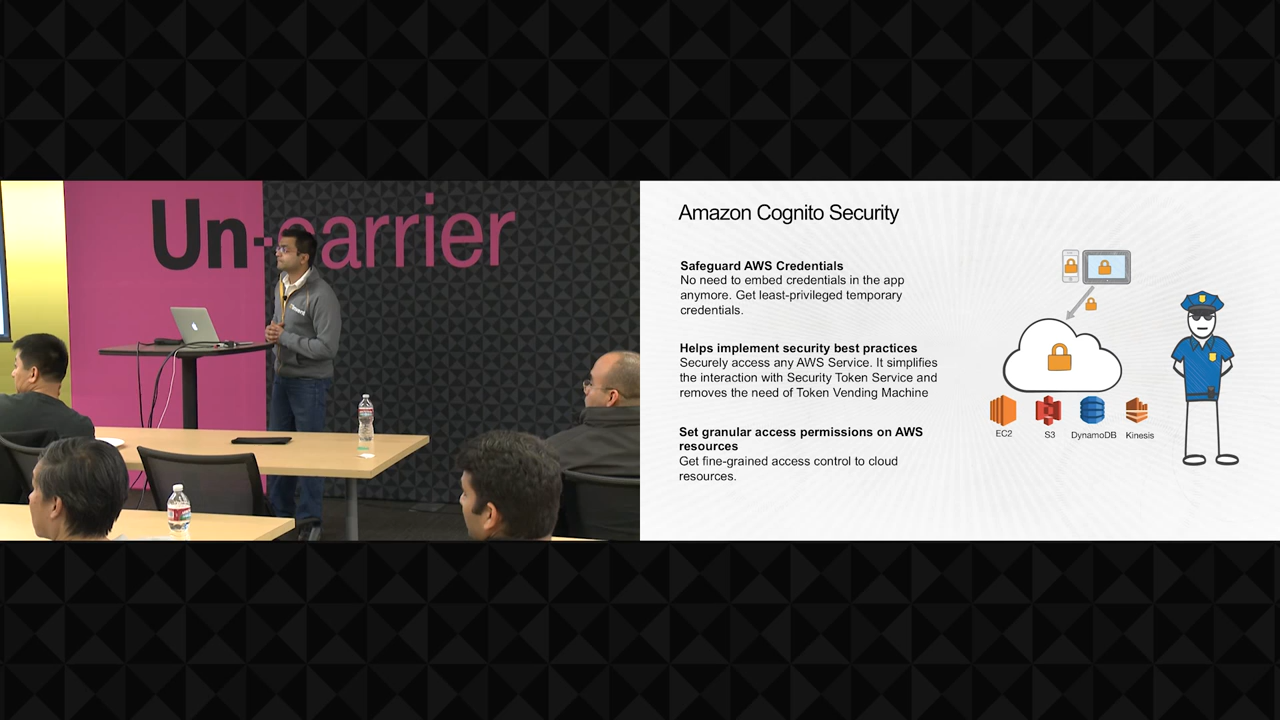 Un-carrier
Amazon Cognito Security
Safeguard AWS Credentials
No need to embed credentials in the app
anymore. Get least-privileged temporary
credentials.
Helps implement security best practices
Securely access any AWS Service. It simplifies
the interaction with Security Token Service and
removes the need of Token Vending Machine
Set granular access permissions on AWS
resources
Get fine-grained access control to cloud
resources.
EC2
S3
DynamoDB
Kinesis